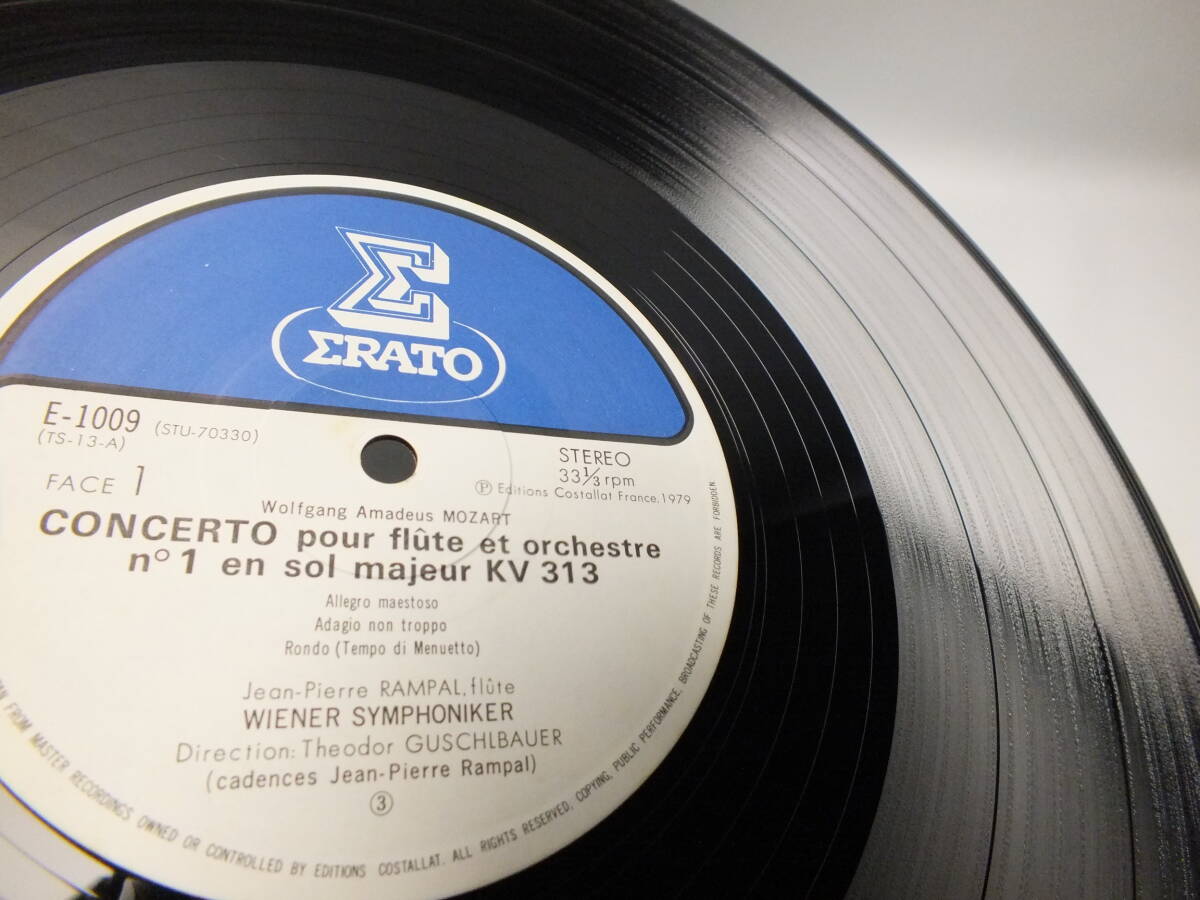 Σ
ΣRATO
E-1009 (STU-70330)
(TS-13-A)
STEREO
33 1/3 rpm
FACE 1
Ⓟ Editions Costallat France, 1979
Wolfgang Amadeus MOZART
CONCERTO pour flûte et orchestre
n° 1 en sol majeur KV 313
Allegro maestoso
Adagio non troppo
Rondo (Tempo di Menuetto)
Jean-Pierre RAMPAL, flûte
WIENER SYMPHONIKER
Direction: Theodor GUSCHLBAUER
(cadences Jean-Pierre Rampal)
③
FROM MASTER RECORDINGS OWNED OR CONTROLLED BY EDITIONS COSTALLAT. ALL RIGHTS RESERVED, COPYING, PUBLIC PERFORMANCE, BROADCASTING OF THESE RECORDS ARE FORBIDDEN